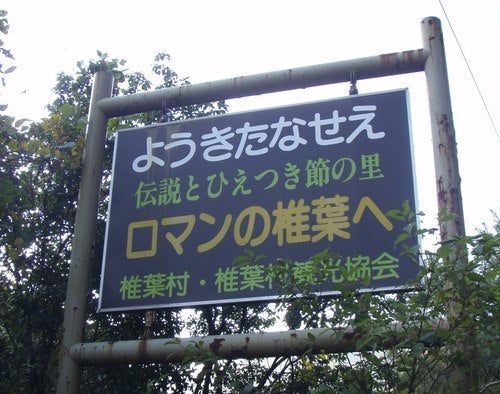 ようきたなせえ
伝説とひえつき節の里
ロマンの椎葉へ
椎葉村・椎葉村観光協会